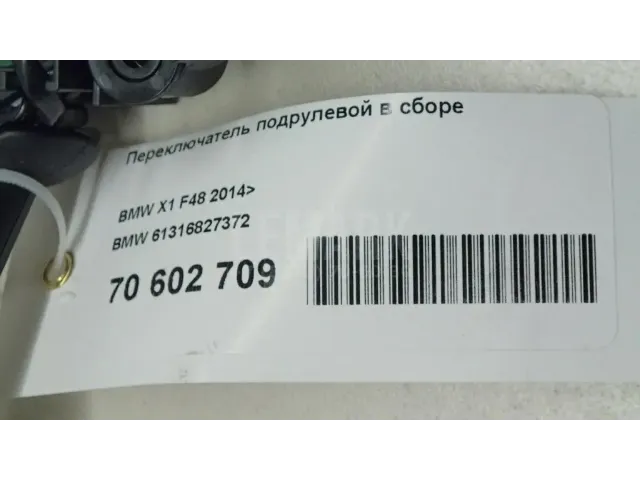 Переключатель подрулевой в сборе
BMW X1 F48 2014>
BMW 61316827372
70 602 709